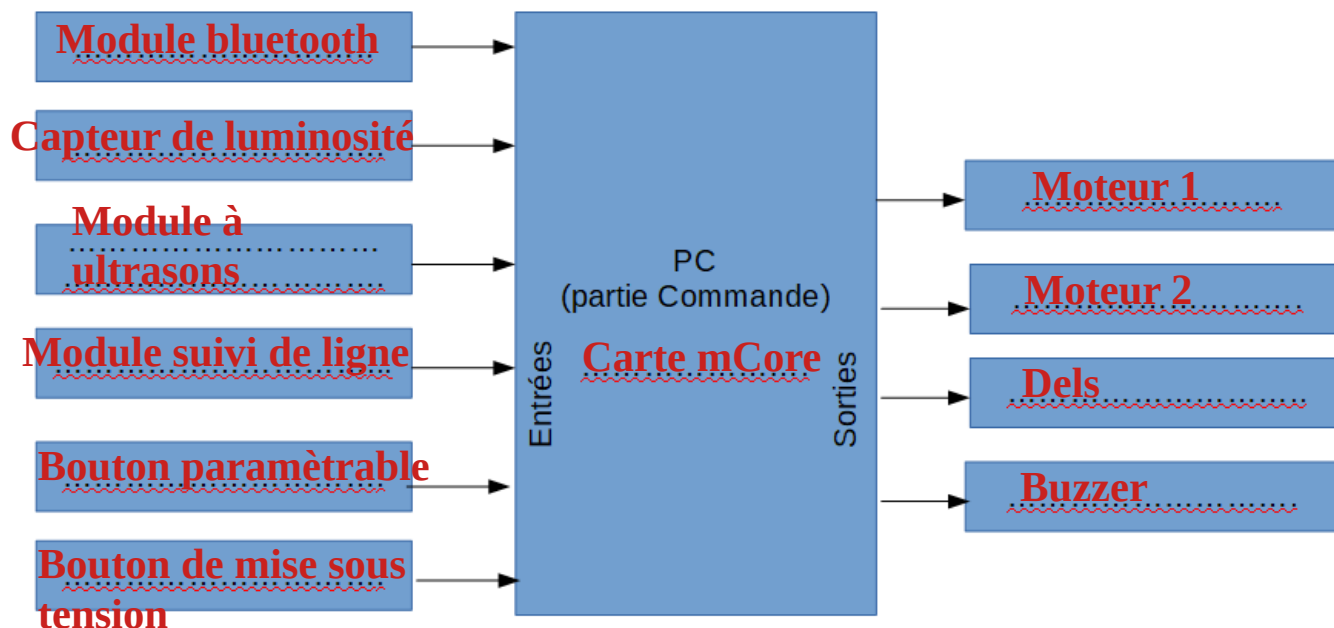 Module bluetooth
Capteur de luminosité
Module à
ultrasons
Module suivi de ligne
Bouton paramètrable
Bouton de mise sous
tension
PC
(partie Commande)
Carte mCore
Entrées
Sorties
Moteur 1
Moteur 2
Dels
Buzzer